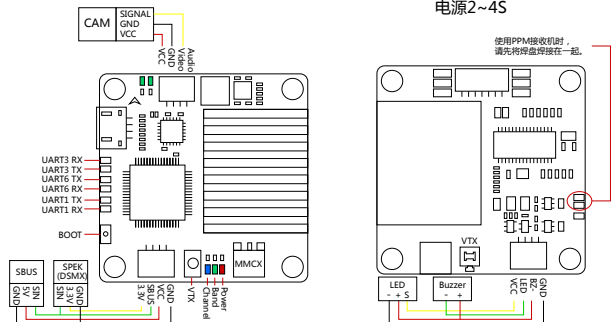 电源2~4S
CAM
SIGNAL
GND
VCC
使用PPM接收机时，
请先将焊盘焊接在一起。
VCC
GND
Video
Audio
UART3 RX
UART3 TX
UART6 TX
UART6 RX
UART1 TX
UART1 RX
BOOT
VTX
MMCX
SBUS
SPEK
(DSMX)
GND
5V
SIN
SIN
3.3V
GND
3.3V
SBUS
VCC
GND
VTX
Channel
Band
Power
LED
- + S
Buzzer
- +
VCC
LED
BZ-
GND